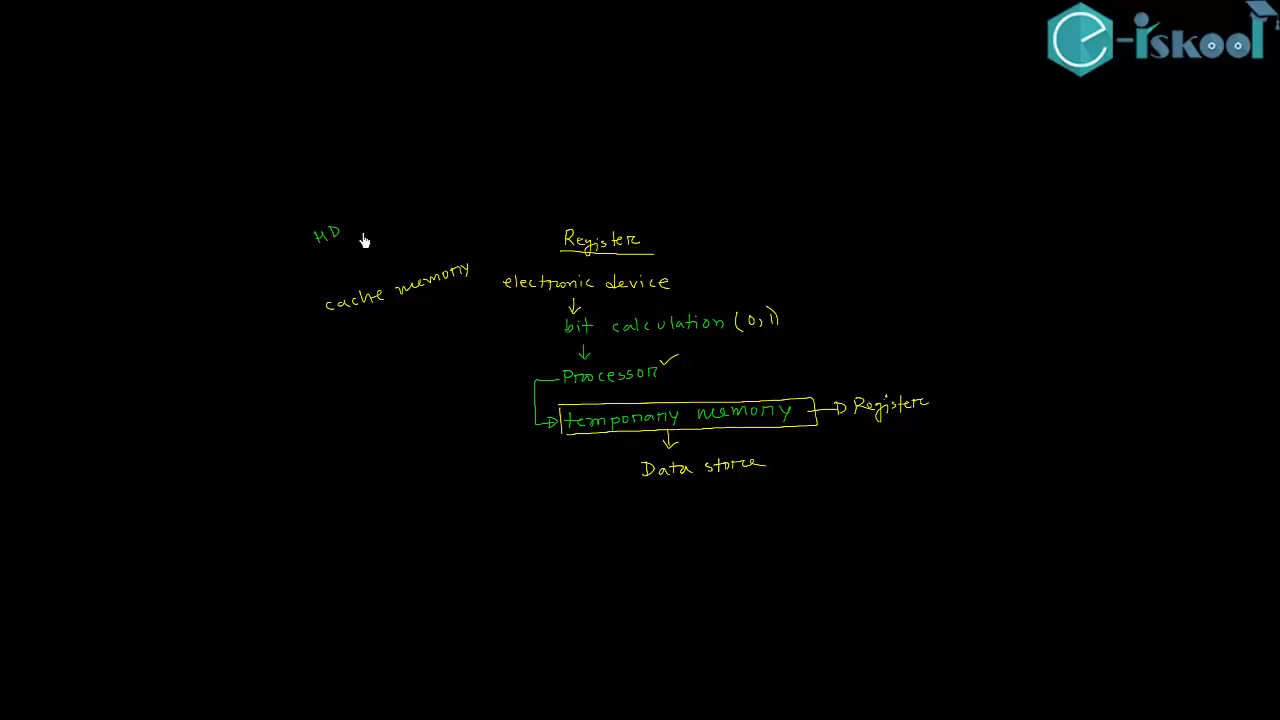 e-iskool
HD
Register
cache memory
electronic device
bit calculation (0,1)
Processor
temporary memory
Register
Data store